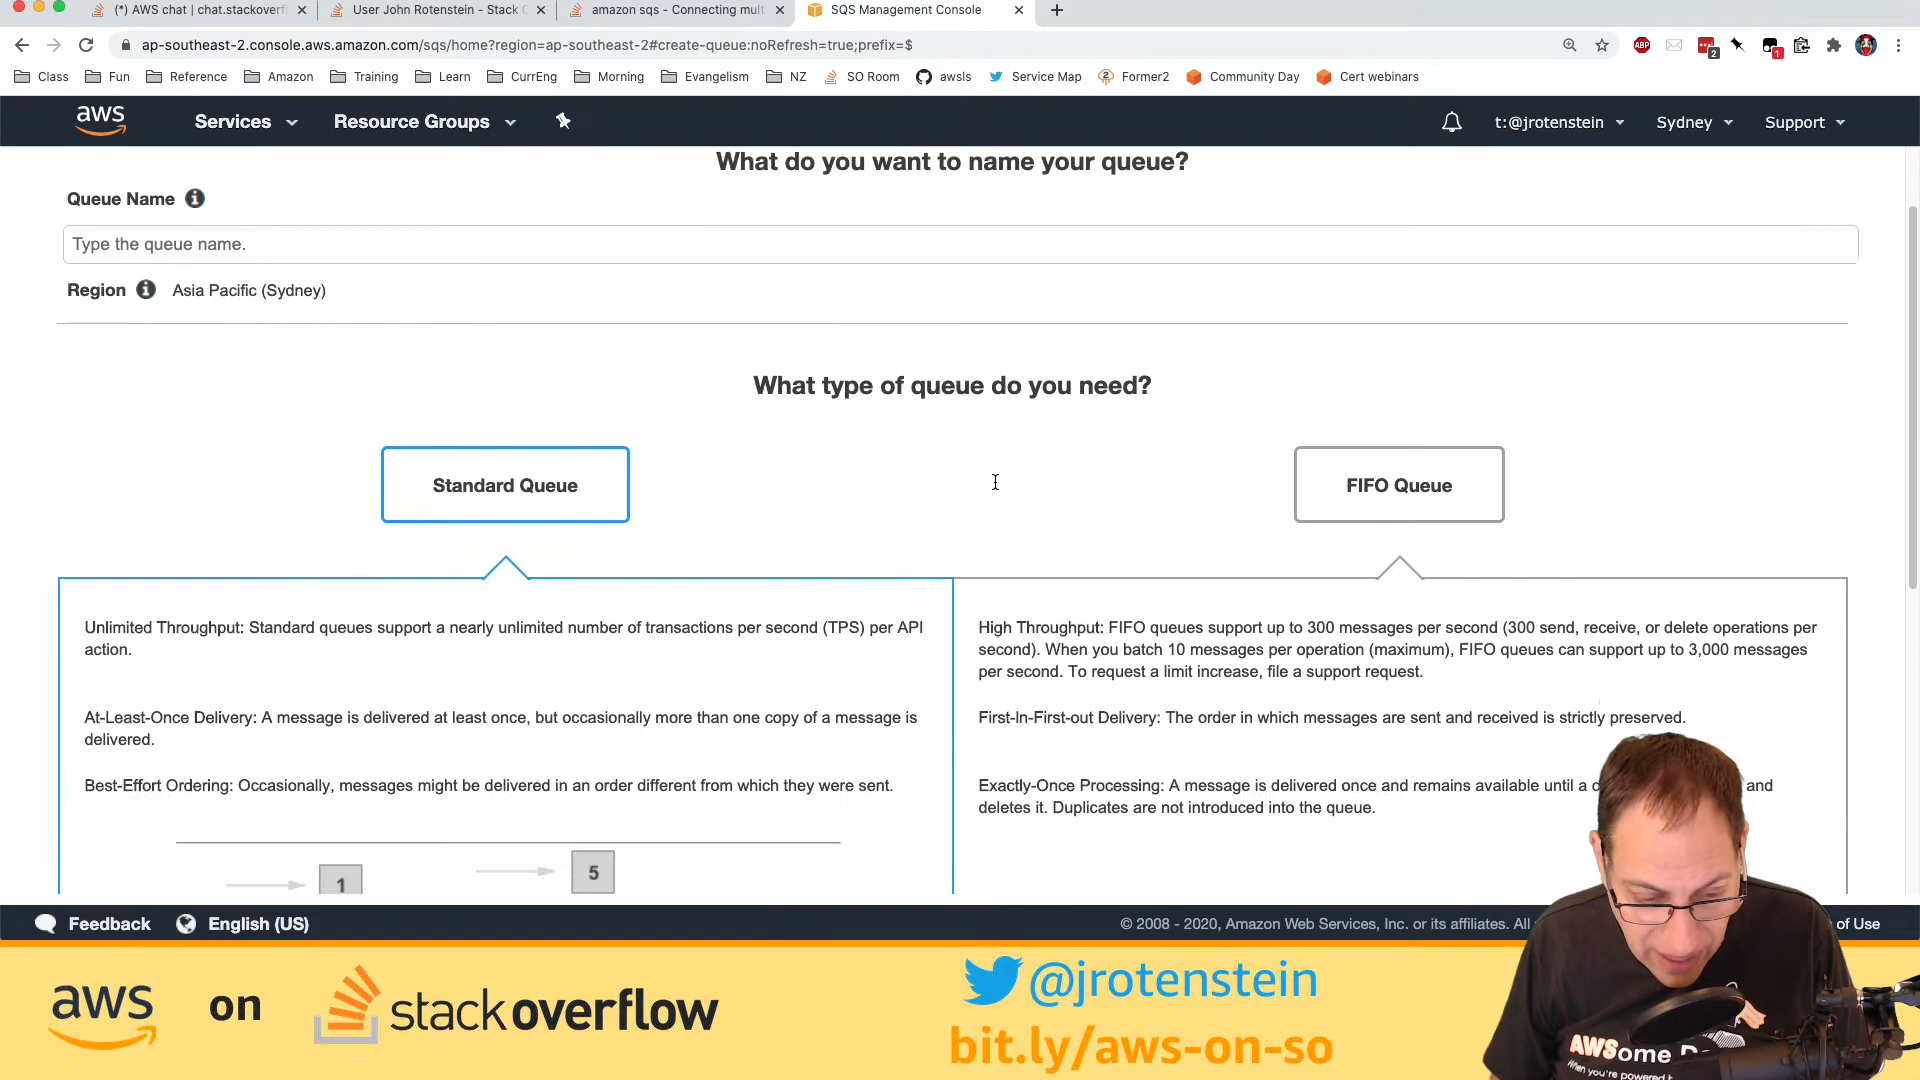 (*) AWS chat | chat.stackoverf
User John Rotenstein - Stack
amazon sqs - Connecting mul
SQS Management Console
ap-southeast-2.console.aws.amazon.com/sqs/home?region=ap-southeast-2#create-queue:noRefresh=true;prefix=$
ABP
2
1
Class
Fun
Reference
Amazon
Training
Learn
CurrEng
Morning
Evangelism
NZ
SO Room
awsls
Service Map
Former2
Community Day
Cert webinars
aws
Services
Resource Groups
t:@jrotenstein
Sydney
Support
What do you want to name your queue?
Queue Name
Type the queue name.
Region
Asia Pacific (Sydney)
What type of queue do you need?
Standard Queue
FIFO Queue
Unlimited Throughput: Standard queues support a nearly unlimited number of transactions per second (TPS) per API
action.
At-Least-Once Delivery: A message is delivered at least once, but occasionally more than one copy of a message is
delivered.
Best-Effort Ordering: Occasionally, messages might be delivered in an order different from which they were sent.
1
5
High Throughput: FIFO queues support up to 300 messages per second (300 send, receive, or delete operations per
second). When you batch 10 messages per operation (maximum), FIFO queues can support up to 3,000 messages
per second. To request a limit increase, file a support request.
First-In-First-out Delivery: The order in which messages are sent and received is strictly preserved.
Exactly-Once Processing: A message is delivered once and remains available until a and
deletes it. Duplicates are not introduced into the queue.
Feedback
English (US)
© 2008 - 2020, Amazon Web Services, Inc. or its affiliates. All
of Use
aws on stackoverflow
@jrotenstein
bit.ly/aws-on-so
AWSome D
When you're powered